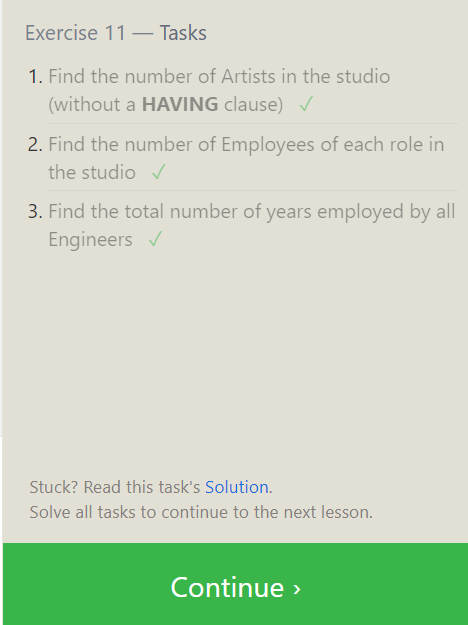 Exercise 11 — Tasks
1. Find the number of Artists in the studio
(without a HAVING clause) ✓
2. Find the number of Employees of each role in
the studio ✓
3. Find the total number of years employed by all
Engineers ✓
Stuck? Read this task's Solution.
Solve all tasks to continue to the next lesson.
Continue ›